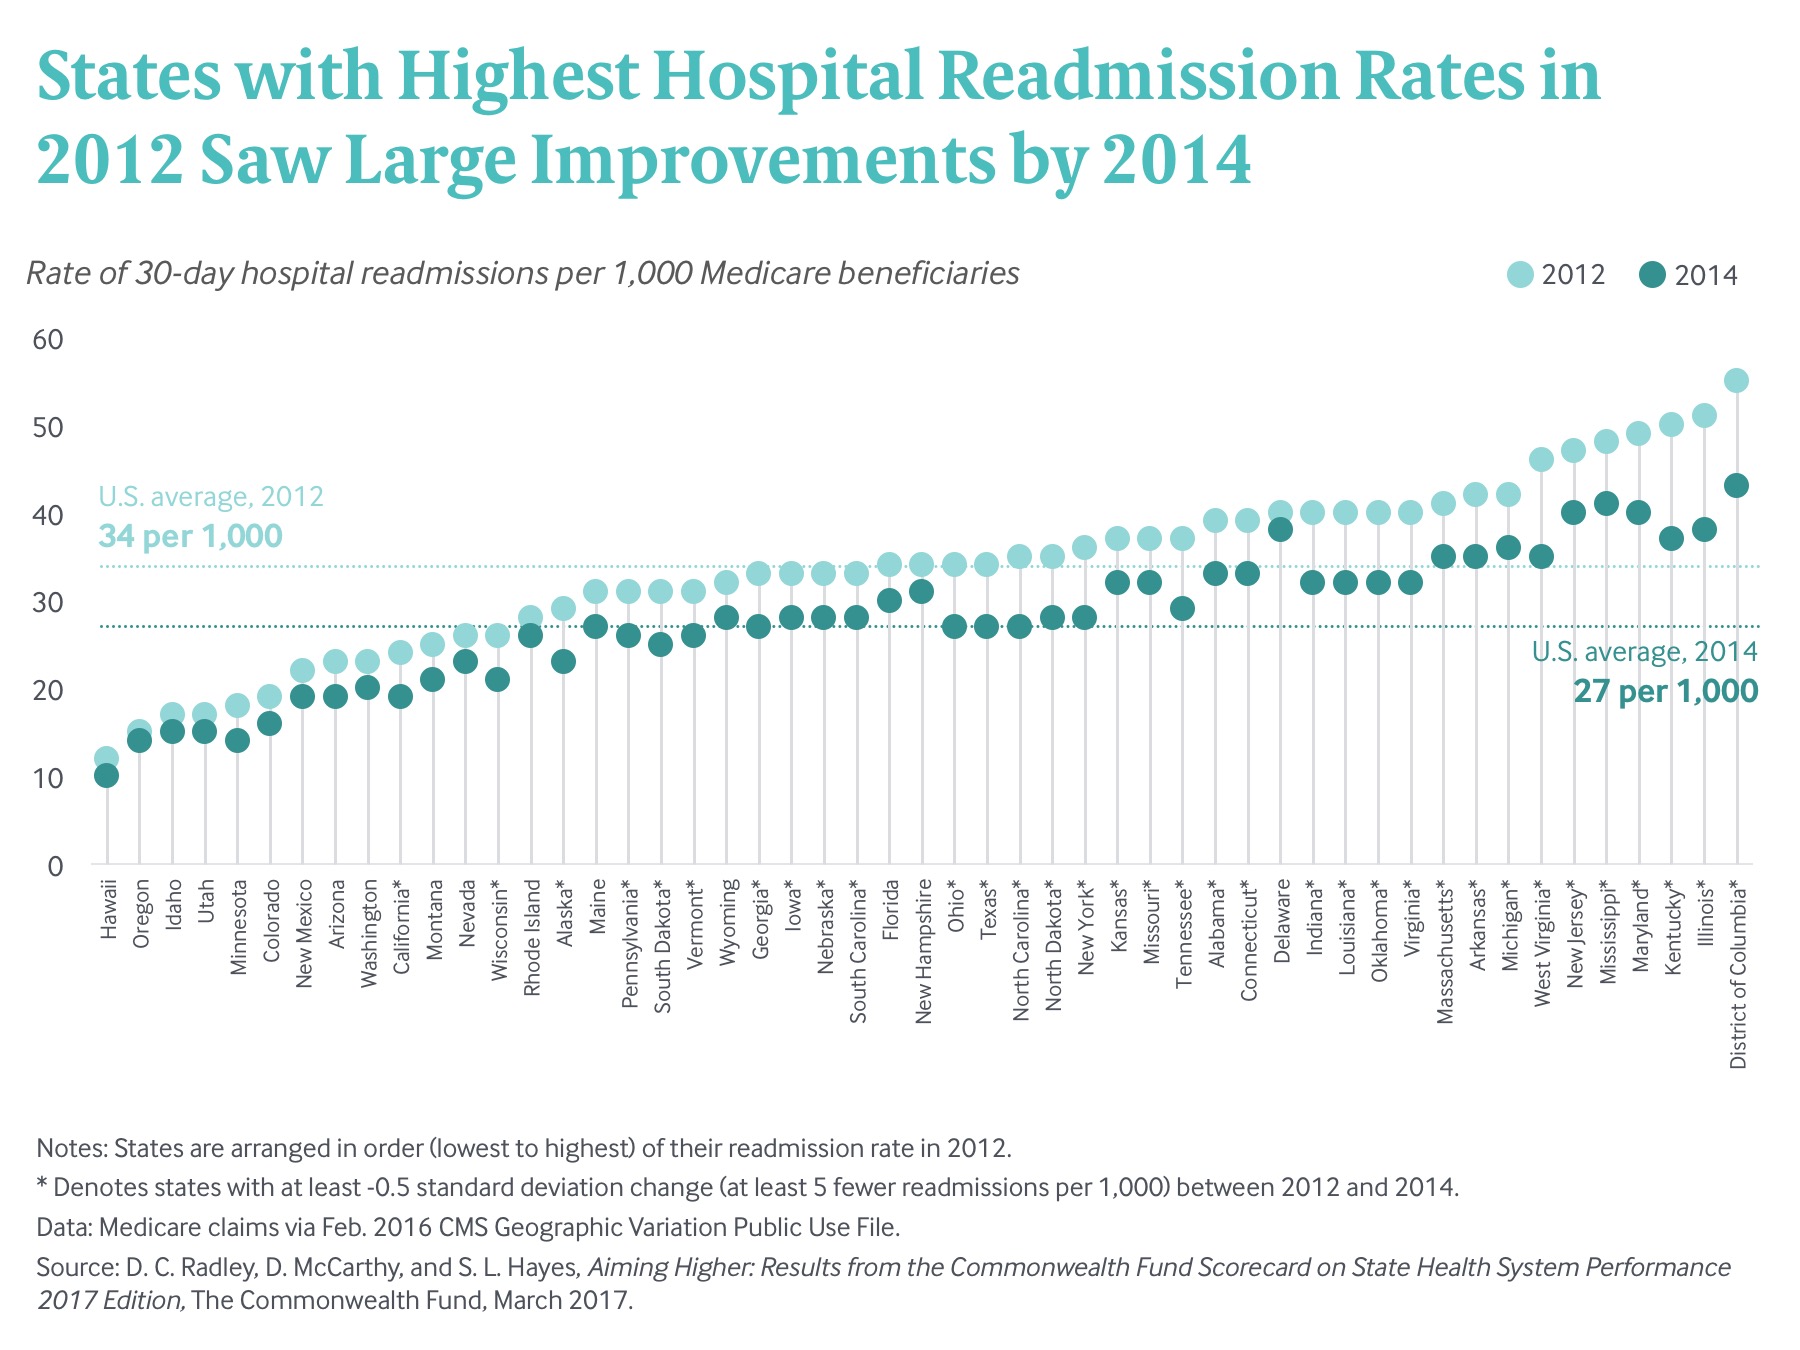 States with Highest Hospital Readmission Rates in
2012 Saw Large Improvements by 2014
Rate of 30-day hospital readmissions per 1,000 Medicare beneficiaries
2012
2014
60
50
40
30
20
10
0
U.S. average, 2012
34 per 1,000
U.S. average, 2014
27 per 1,000
Hawaii
Oregon
Idaho
Utah
Minnesota
Colorado
New Mexico
Arizona
Washington
California*
Montana
Nevada
Wisconsin*
Rhode Island
Alaska*
Maine
Pennsylvania*
South Dakota*
Vermont*
Wyoming
Georgia*
Iowa*
Nebraska*
South Carolina*
Florida
New Hampshire
Ohio*
Texas*
North Carolina*
North Dakota*
New York*
Kansas*
Missouri*
Tennessee*
Alabama*
Connecticut*
Delaware
Indiana*
Louisiana*
Oklahoma*
Virginia*
Massachusetts*
Arkansas*
Michigan*
West Virginia*
New Jersey*
Mississippi*
Maryland*
Kentucky*
Illinois*
District of Columbia*
Notes: States are arranged in order (lowest to highest) of their readmission rate in 2012.
* Denotes states with at least -0.5 standard deviation change (at least 5 fewer readmissions per 1,000) between 2012 and 2014.
Data: Medicare claims via Feb. 2016 CMS Geographic Variation Public Use File.
Source: D. C. Radley, D. McCarthy, and S. L. Hayes, Aiming Higher: Results from the Commonwealth Fund Scorecard on State Health System Performance
2017 Edition, The Commonwealth Fund, March 2017.